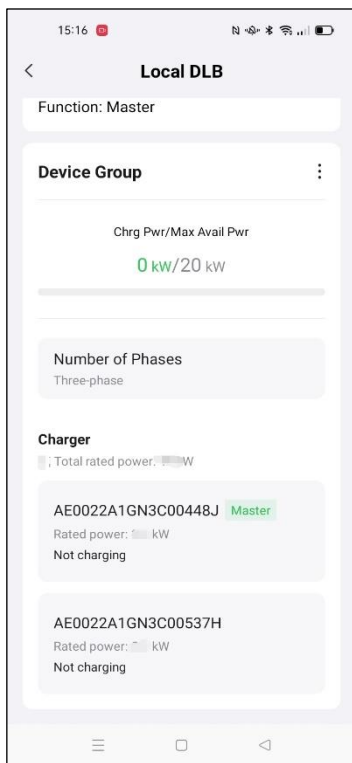 15:16
Local DLB
Function: Master
Device Group
Chrg Pwr/Max Avail Pwr
0 kW/20 kW
Number of Phases
Three-phase
Charger
; Total rated power: W
AE0022A1GN3C00448J Master
Rated power: kW
Not charging
AE0022A1GN3C00537H
Rated power: kW
Not charging